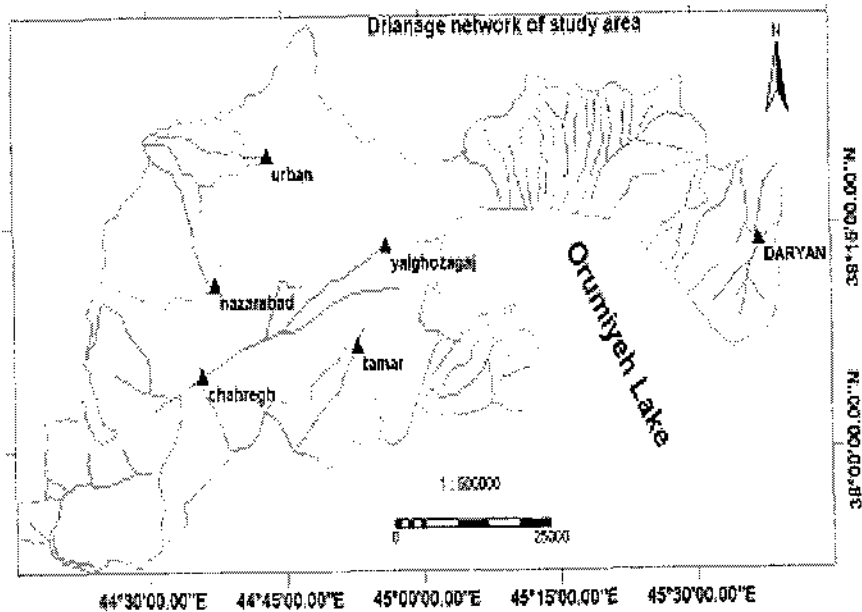 Drianage network of study area
N
urban
yalghozagaj
DARYAN
nazarabad
tamar
chahregh
Orumiyeh Lake
1 : 600000
0 25000
38°15'00.00"N
38°00'00.00"N
44°30'00.00"E 44°45'00.00"E 45°00'00.00"E 45°15'00.00"E 45°30'00.00"E